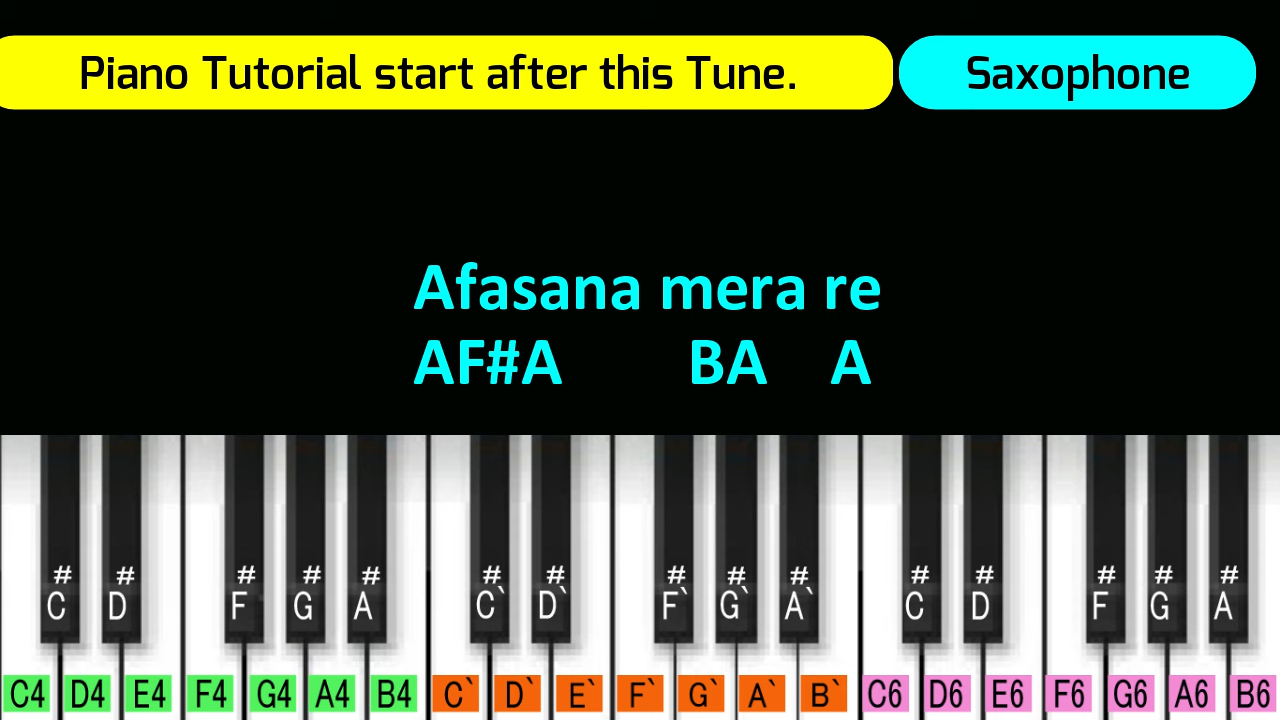 Piano Tutorial start after this Tune. Saxophone
Afasana mera re
AF#A BA A
# # # # # # # # # # # # # # #
C D F G A C` D` F` G` A` C D F G A
C4 D4 E4 F4 G4 A4 B4 C` D` E` F` G` A` B` C6 D6 E6 F6 G6 A6 B6